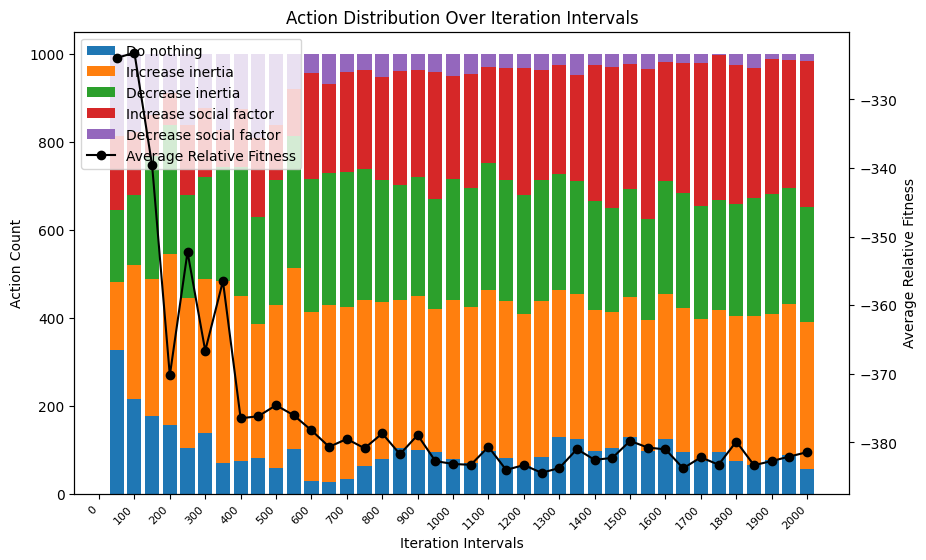 Action Distribution Over Iteration Intervals
Do nothing
Increase inertia
Decrease inertia
Increase social factor
Decrease social factor
Average Relative Fitness
Action Count
1000
800
600
400
200
0
Average Relative Fitness
−330
−340
−350
−360
−370
−380
0 100 200 300 400 500 600 700 800 900 1000 1100 1200 1300 1400 1500 1600 1700 1800 1900 2000
Iteration Intervals